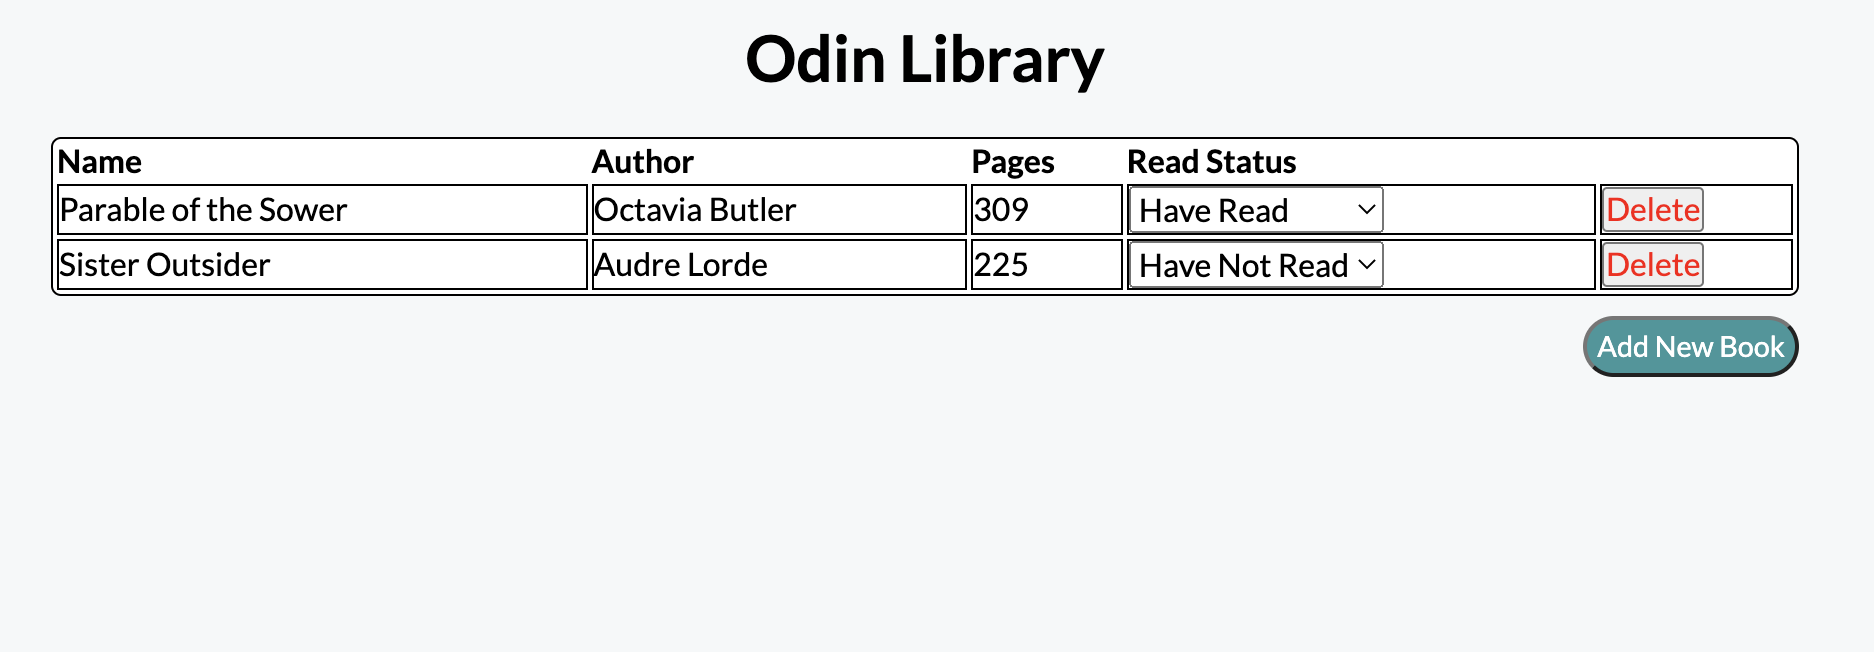 Odin Library
Name Author Pages Read Status
Parable of the Sower Octavia Butler 309 Have Read Delete
Sister Outsider Audre Lorde 225 Have Not Read Delete
Add New Book